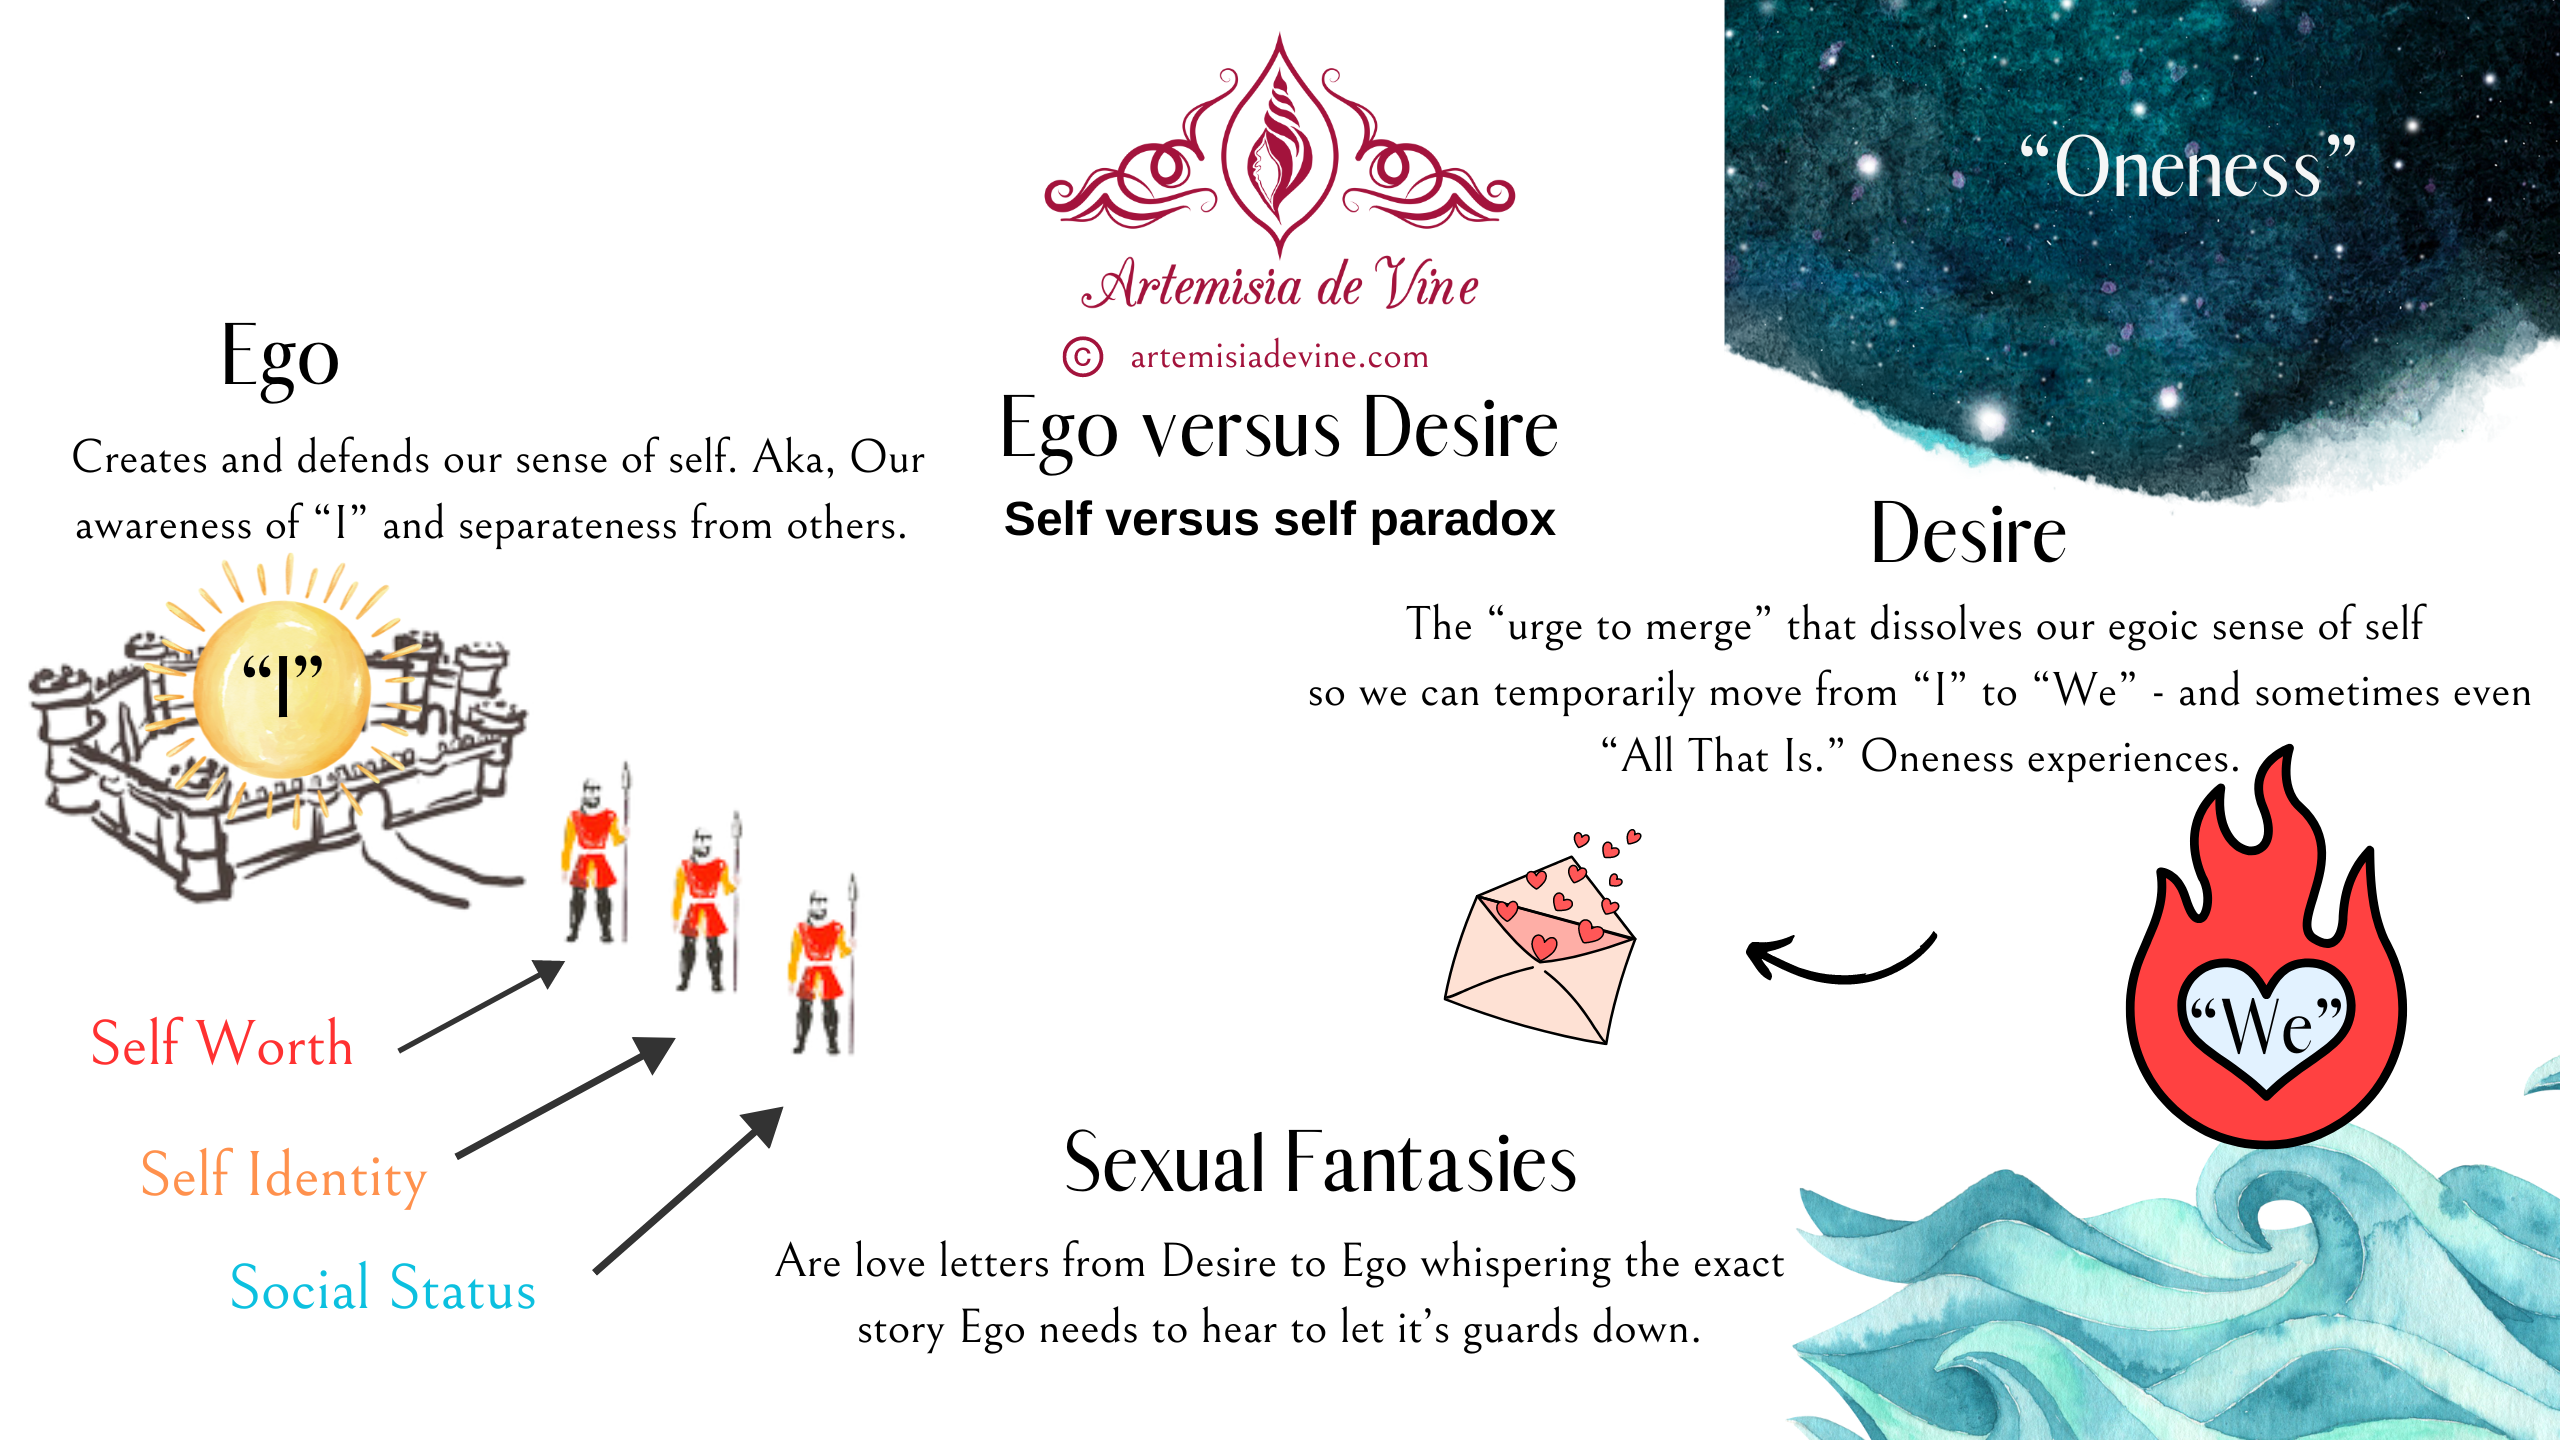 Artemisia de Vine
© artemisiadevine.com
Ego versus Desire
Self versus self paradox
Ego
Creates and defends our sense of self. Aka, Our
awareness of “I” and separateness from others.
“I”
Self Worth
Self Identity
Social Status
“Oneness”
Desire
The “urge to merge” that dissolves our egoic sense of self
so we can temporarily move from “I” to “We” - and sometimes even
“All That Is.” Oneness experiences.
“We”
Sexual Fantasies
Are love letters from Desire to Ego whispering the exact
story Ego needs to hear to let it’s guards down.